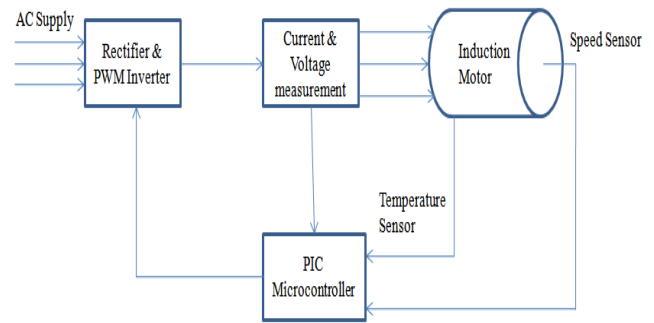 AC Supply
Rectifier &
PWM Inverter
Current &
Voltage
measurement
Induction
Motor
Speed Sensor
Temperature
Sensor
PIC
Microcontroller